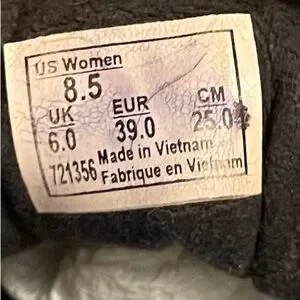 US Women
8.5
UK EUR CM
6.0 39.0 25.0
721356 Made in Vietnam
Fabrique en Vietnam